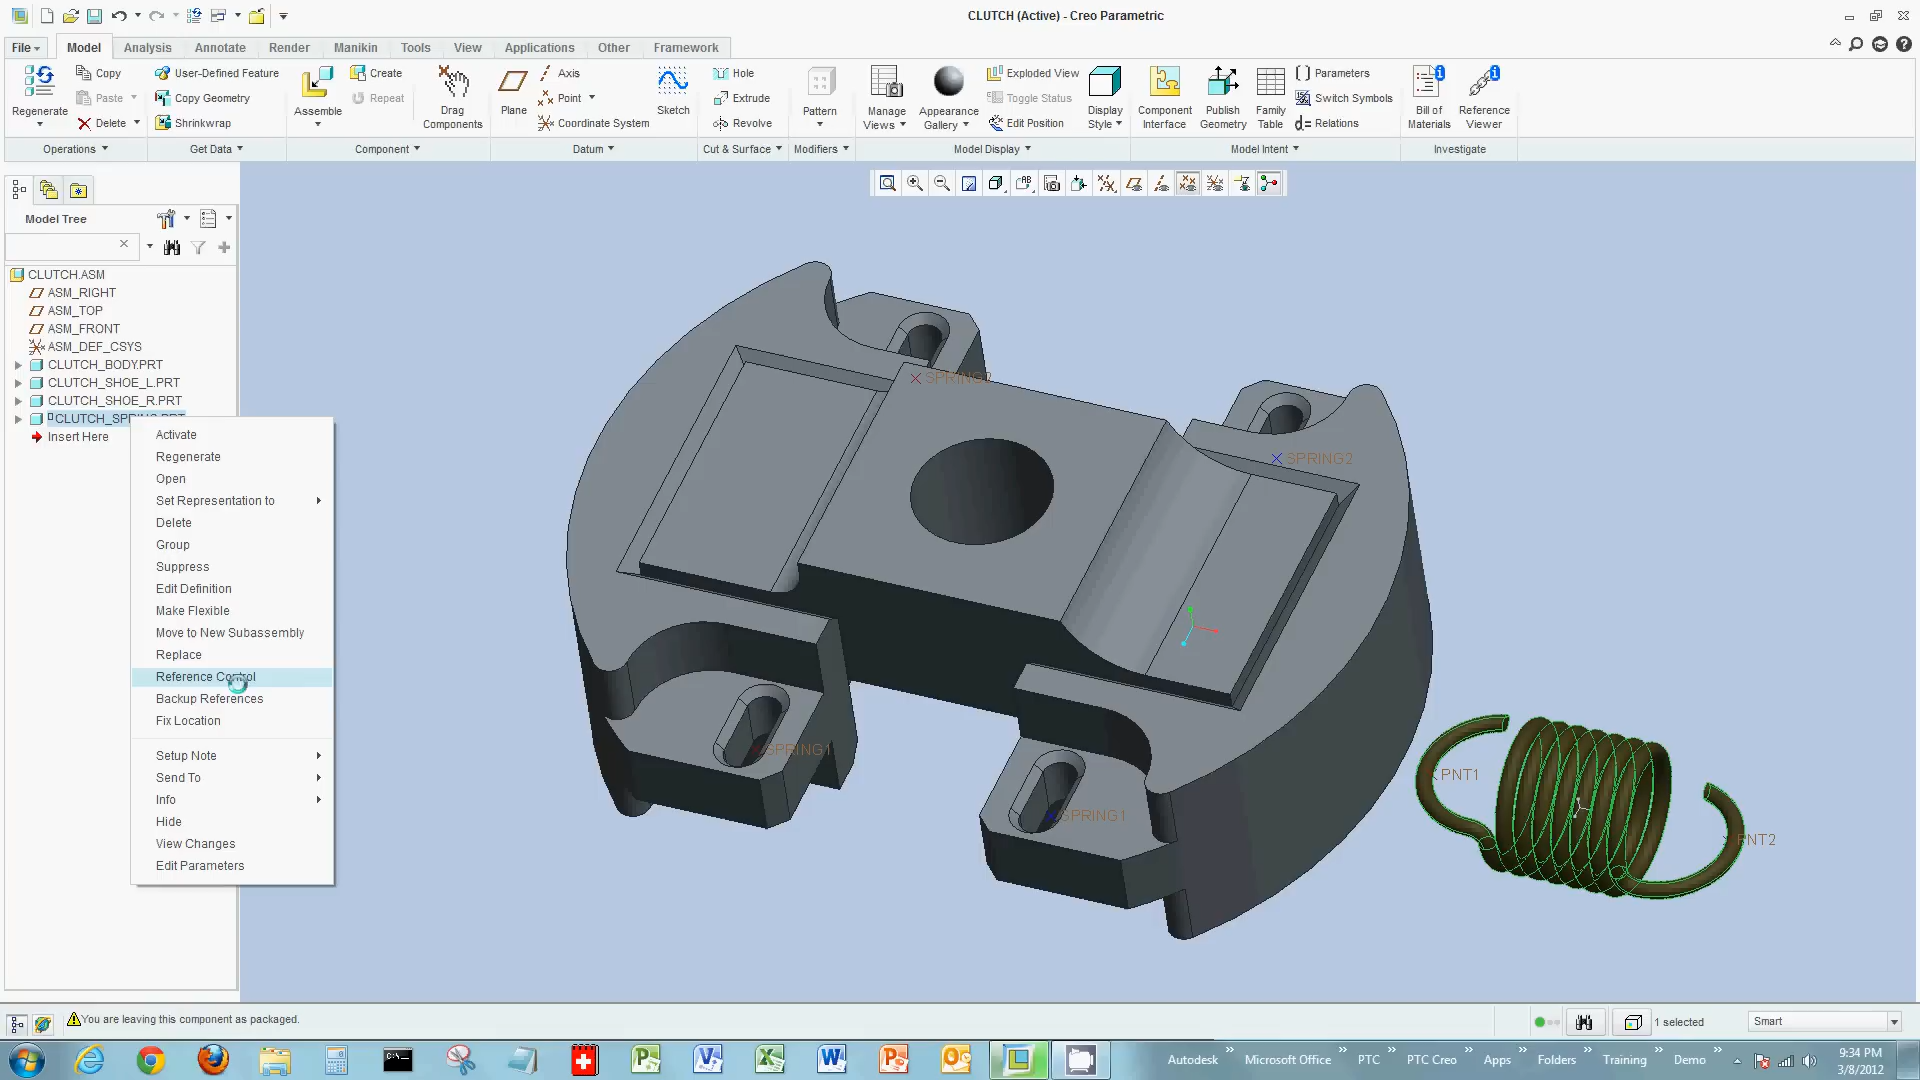 CLUTCH (Active) - Creo Parametric
File
Model
Analysis
Annotate
Render
Manikin
Tools
View
Applications
Other
Framework
Regenerate
Copy
Paste
Delete
Operations
User-Defined Feature
Copy Geometry
Shrinkwrap
Get Data
Assemble
Create
Repeat
Drag
Components
Component
Plane
Axis
Point
Coordinate System
Sketch
Datum
Hole
Extrude
Revolve
Cut & Surface
Pattern
Modifiers
Manage
Views
Appearance
Gallery
Exploded View
Toggle Status
Edit Position
Display
Style
Model Display
Component
Interface
Publish
Geometry
Family
Table
Parameters
Switch Symbols
Relations
Model Intent
Bill of
Materials
Reference
Viewer
Investigate
Model Tree
CLUTCH.ASM
ASM_RIGHT
ASM_TOP
ASM_FRONT
ASM_DEF_CSYS
CLUTCH_BODY.PRT
CLUTCH_SHOE_L.PRT
CLUTCH_SHOE_R.PRT
CLUTCH_SPRING.PRT
Insert Here
Activate
Regenerate
Open
Set Representation to
Delete
Group
Suppress
Edit Definition
Make Flexible
Move to New Subassembly
Replace
Reference Control
Backup References
Fix Location
Setup Note
Send To
Info
Hide
View Changes
Edit Parameters
SPRING2
SPRING2
SPRING1
SPRING1
PNT1
PNT2
You are leaving this component as packaged.
1 selected
Smart
Autodesk
Microsoft Office
PTC
PTC Creo
Apps
Folders
Training
Demo
9:34 PM
3/8/2012